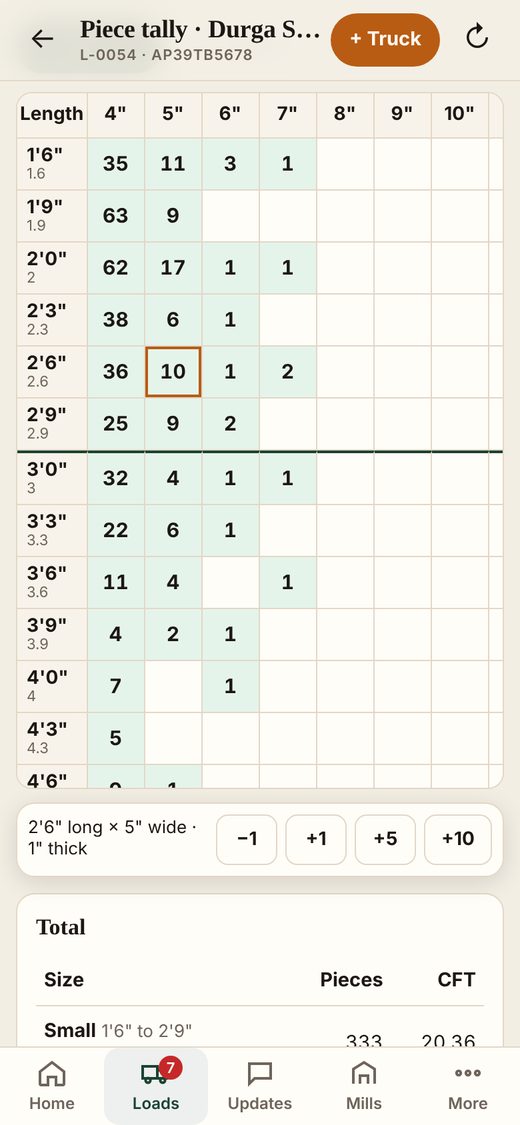 Piece tally · Durga S…
L-0054 · AP39TB5678
+ Truck
Length 4" 5" 6" 7" 8" 9" 10"
1'6" 35 11 3 1
1.6
1'9" 63 9
1.9
2'0" 62 17 1 1
2
2'3" 38 6 1
2.3
2'6" 36 10 1 2
2.6
2'9" 25 9 2
2.9
3'0" 32 4 1 1
3
3'3" 22 6 1
3.3
3'6" 11 4 1
3.6
3'9" 4 2 1
3.9
4'0" 7 1
4
4'3" 5
4.3
4'6"
2'6" long × 5" wide ·
1" thick
−1 +1 +5 +10
Total
Size Pieces CFT
Small 1'6" to 2'9"
333 20.36
7
Home Loads Updates Mills More